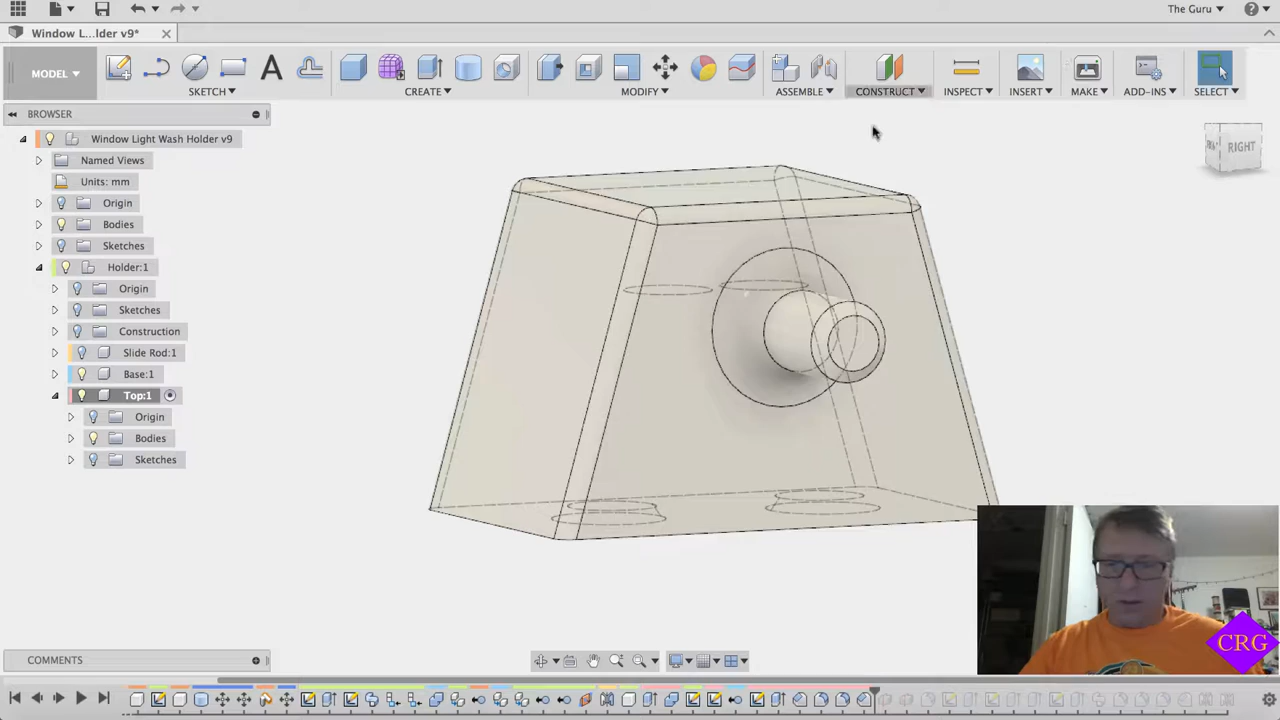 The Guru
Window L...lder v9*
MODEL
SKETCH
CREATE
MODIFY
ASSEMBLE
CONSTRUCT
INSPECT
INSERT
MAKE
ADD-INS
SELECT
BROWSER
RIGHT
Window Light Wash Holder v9
Named Views
Units: mm
Origin
Bodies
Sketches
Holder:1
Origin
Sketches
Construction
Slide Rod:1
Base:1
Top:1
Origin
Bodies
Sketches
CRG
COMMENTS